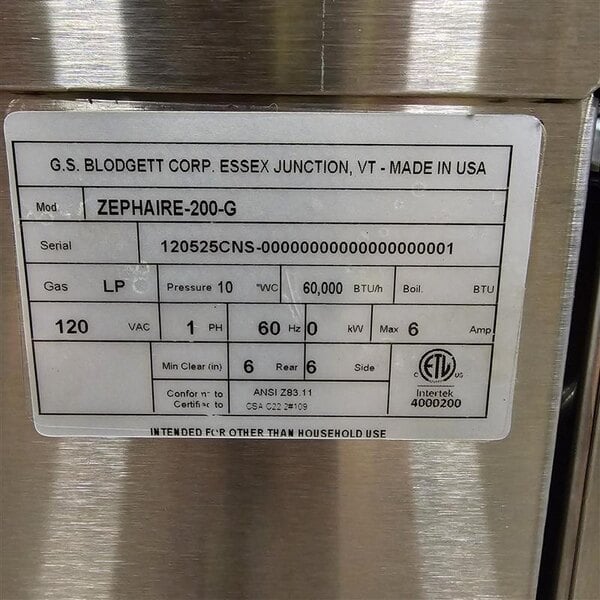 G.S. BLODGETT CORP. ESSEX JUNCTION, VT - MADE IN USA
Mod ZEPHAIRE-200-G
Serial 120525CNS-00000000000000000001
Gas LP Pressure 10 "WC 60,000 BTU/h Boil. BTU
120 VAC 1 PH 60 Hz 0 kW Max 6 Amp
Min Clear (in) 6 Rear 6 Side
Conform to ANSI Z83.11
Certified to CSA C22.2#109
C ETL US
Intertek
4000200
INTENDED FOR OTHER THAN HOUSEHOLD USE